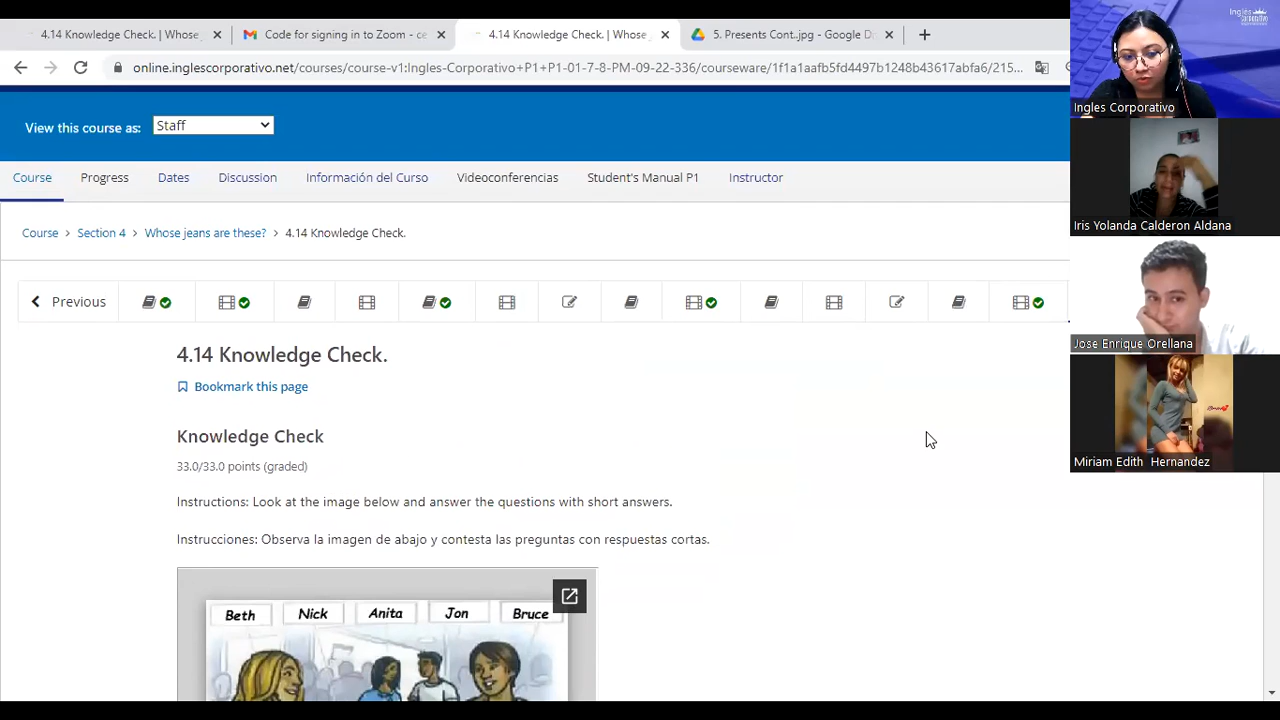 4.14 Knowledge Check. | Whose
Code for signing in to Zoom - ce
4.14 Knowledge Check. | Whose
5. Presents Cont..jpg - Google D
online.inglescorporativo.net/courses/course-v1:Ingles_Corporativo+P1+P1-01-7-8-PM-09-22-336/courseware/1f1a1aafb5fd4497b1248b43617abfa6/215...
View this course as:
Staff
Course
Progress
Dates
Discussion
Información del Curso
Videoconferencias
Student's Manual P1
Instructor
Course > Section 4 > Whose jeans are these? > 4.14 Knowledge Check.
Previous
4.14 Knowledge Check.
Bookmark this page
Knowledge Check
33.0/33.0 points (graded)
Instructions: Look at the image below and answer the questions with short answers.
Instrucciones: Observa la imagen de abajo y contesta las preguntas con respuestas cortas.
Beth Nick Anita Jon Bruce
Ingles Corporativo
Ingles Corporativo
Iris Yolanda Calderon Aldana
Jose Enrique Orellana
Miriam Edith Hernandez